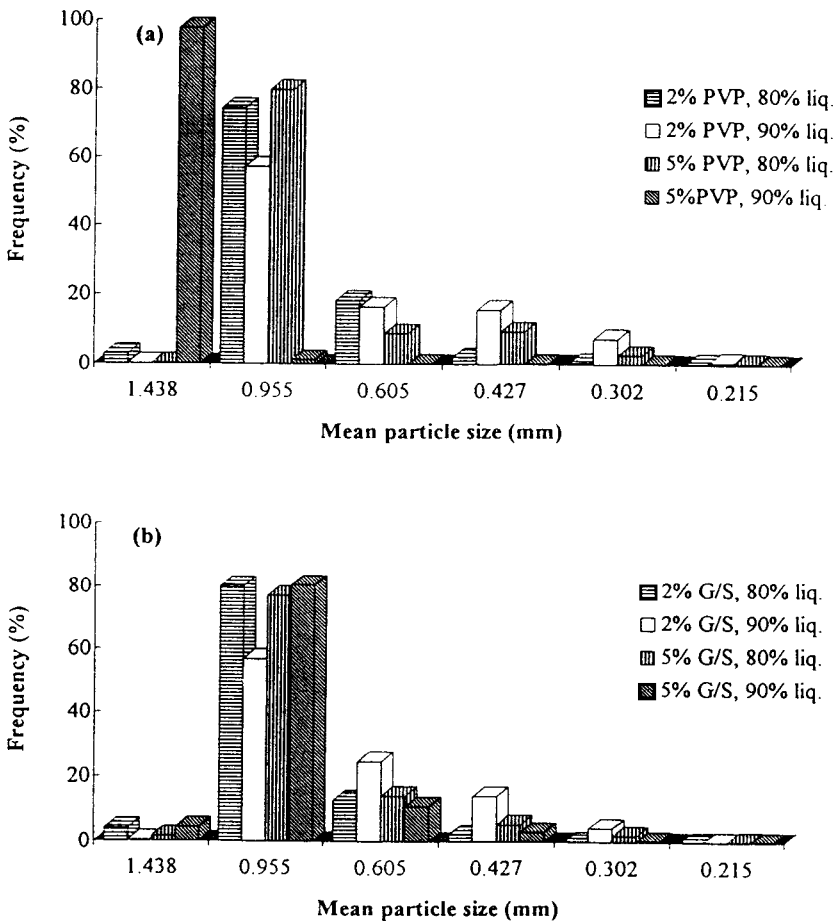 (a)
100
80
60
40
20
0
Frequency (%)
1.438 0.955 0.605 0.427 0.302 0.215
Mean particle size (mm)
2% PVP, 80% liq.
2% PVP, 90% liq.
5% PVP, 80% liq.
5%PVP, 90% liq.
(b)
100
80
60
40
20
0
Frequency (%)
1.438 0.955 0.605 0.427 0.302 0.215
Mean particle size (mm)
2% G/S, 80% liq.
2% G/S, 90% liq.
5% G/S, 80% liq.
5% G/S, 90% liq.